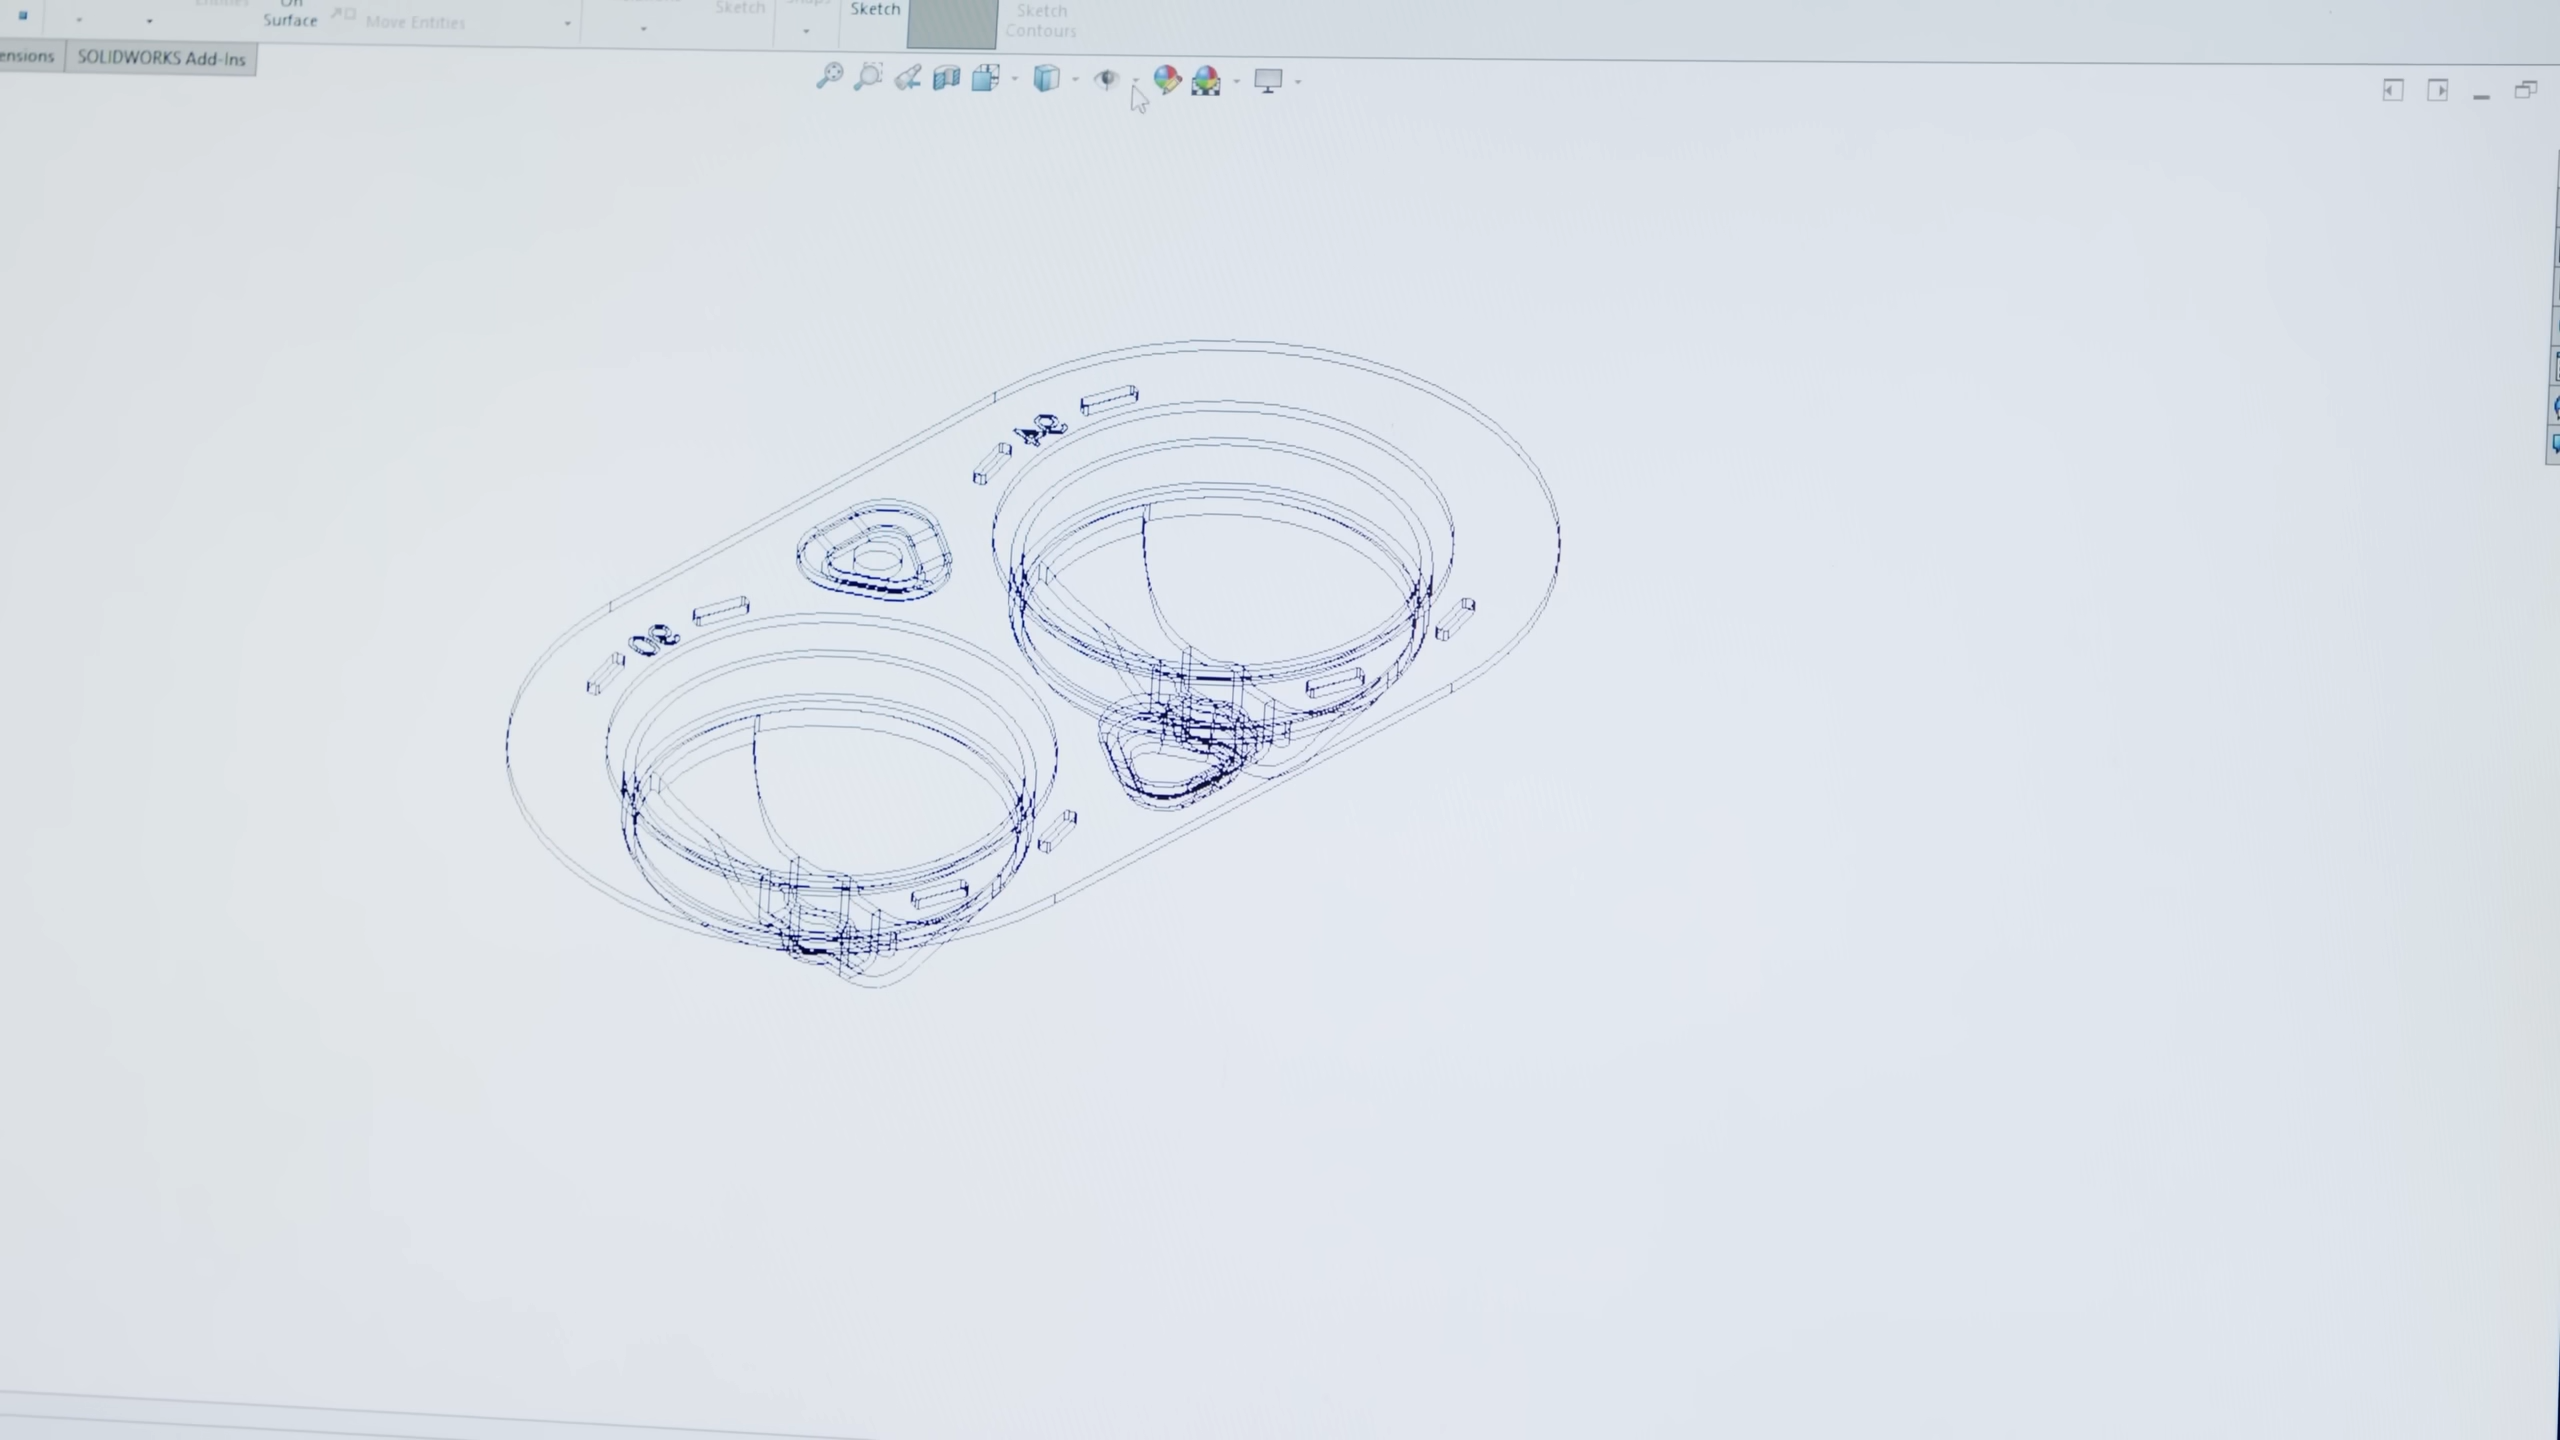 On
Surface
Move Entities
Sketch
Sketch
Sketch
Contours
ensions
SOLIDWORKS Add-Ins